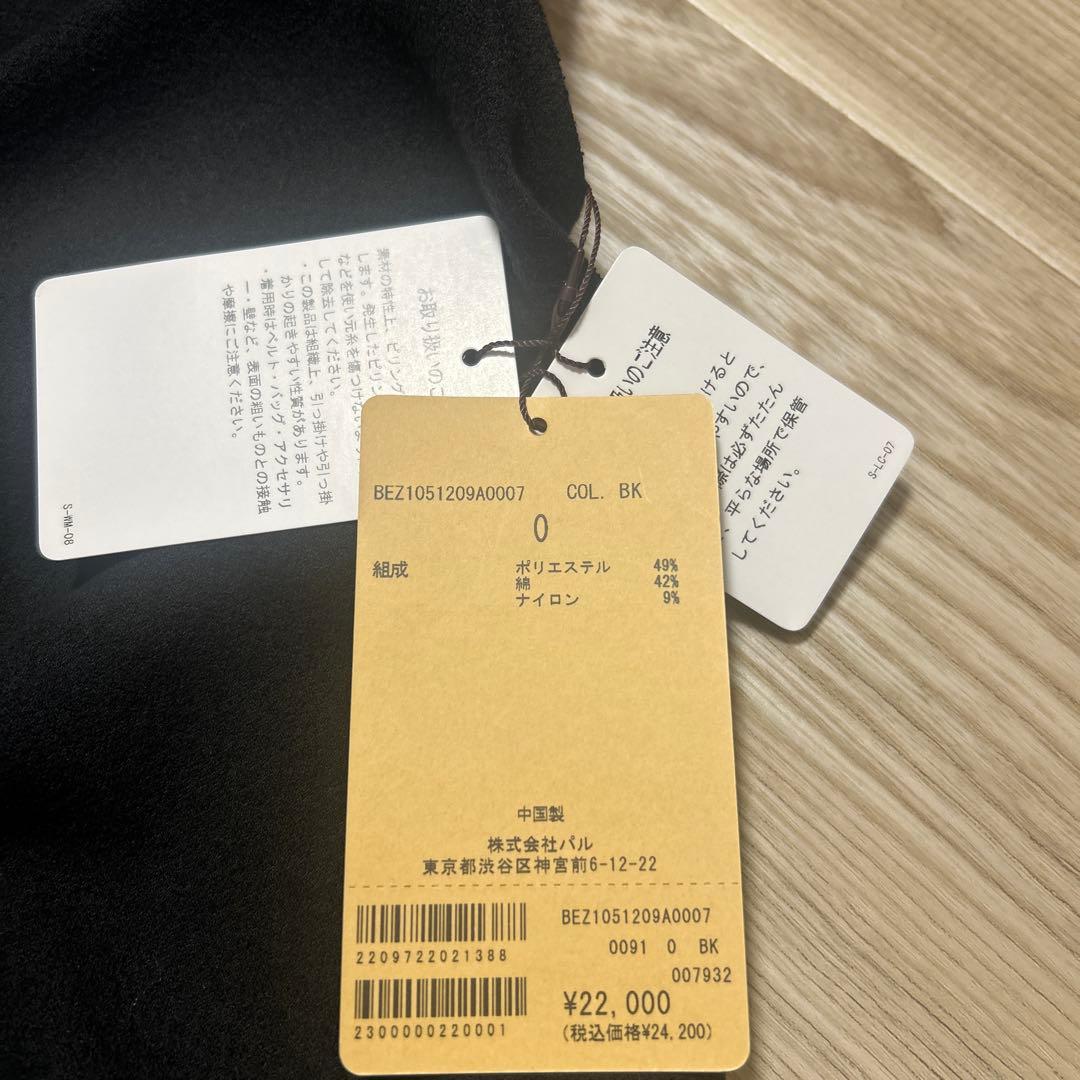 お取り扱いのご
素材の特性上、ピリング
します。発生したピリン
などを使い元糸を傷つけないよう
して除去してください。
・この製品は組織上、引っ掛けや引っ掛
かりの起きやすい性質があります。
着用時はベルト・バッグ・アクセサリ
ー・壁など、表面の粗いものとの接触
や摩擦にご注意ください。
S-WM-08
扱いの
けると
すいので、
際は必ずたたん
、平らな場所で保管
してください。
S-LC-07
BEZ1051209A0007 COL. BK
0
組成 ポリエステル 49%
綿 42%
ナイロン 9%
中国製
株式会社パル
東京都渋谷区神宮前6-12-22
BEZ1051209A0007
2209722021388
0091 0 BK
007932
2300000220001
¥22,000
(税込価格¥24,200)